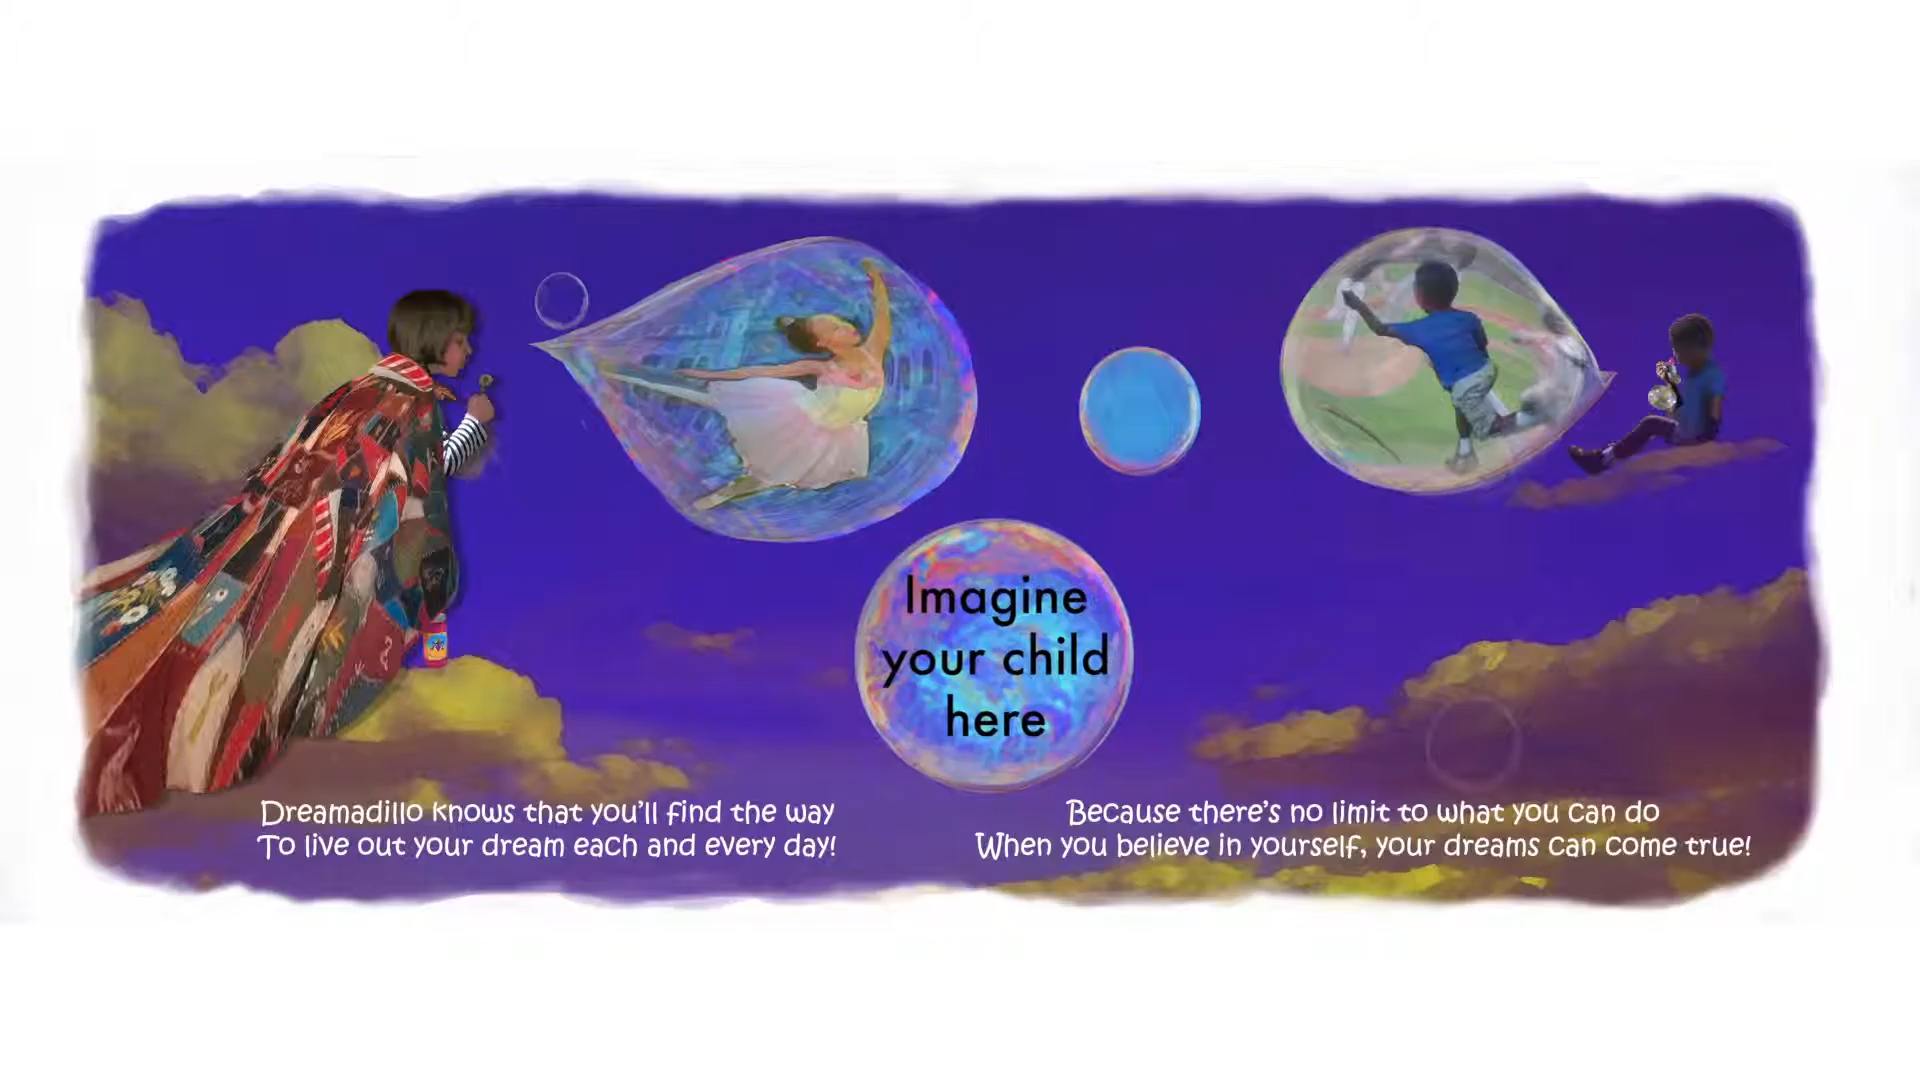 Imagine
your child
here
Dreamadillo knows that you'll find the way
To live out your dream each and every day!
Because there's no limit to what you can do
When you believe in yourself, your dreams can come true!